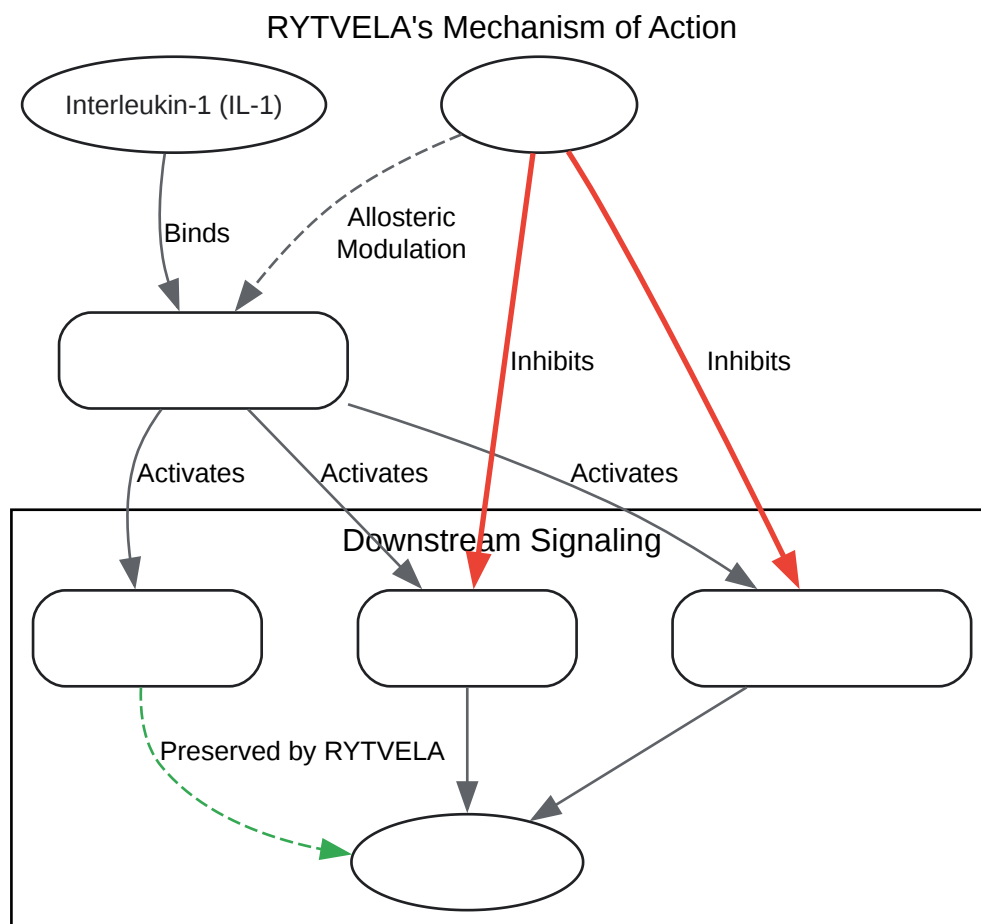 RYTVELA's Mechanism of Action
Interleukin-1 (IL-1)
Binds
Allosteric
Modulation
Inhibits
Inhibits
Activates
Activates
Activates
Downstream Signaling
Preserved by RYTVELA